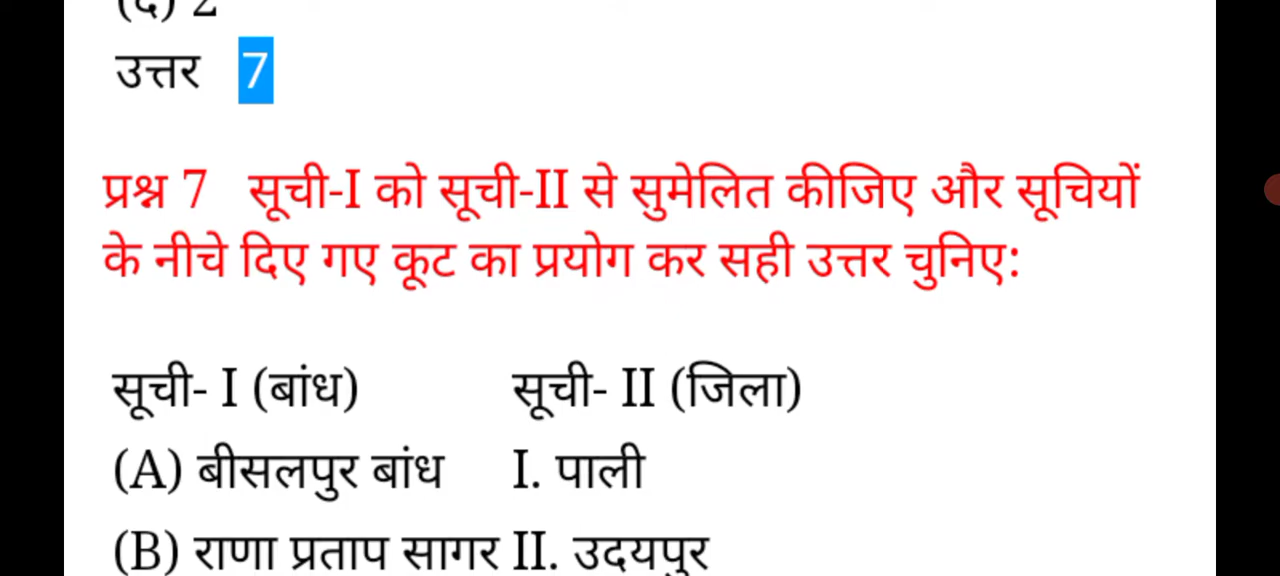 (द) 2
उत्तर 7
प्रश्न 7 सूची-I को सूची-II से सुमेलित कीजिए और सूचियों
के नीचे दिए गए कूट का प्रयोग कर सही उत्तर चुनिए:
सूची- I (बांध) सूची- II (जिला)
(A) बीसलपुर बांध I. पाली
(B) राणा प्रताप सागर II. उदयपुर